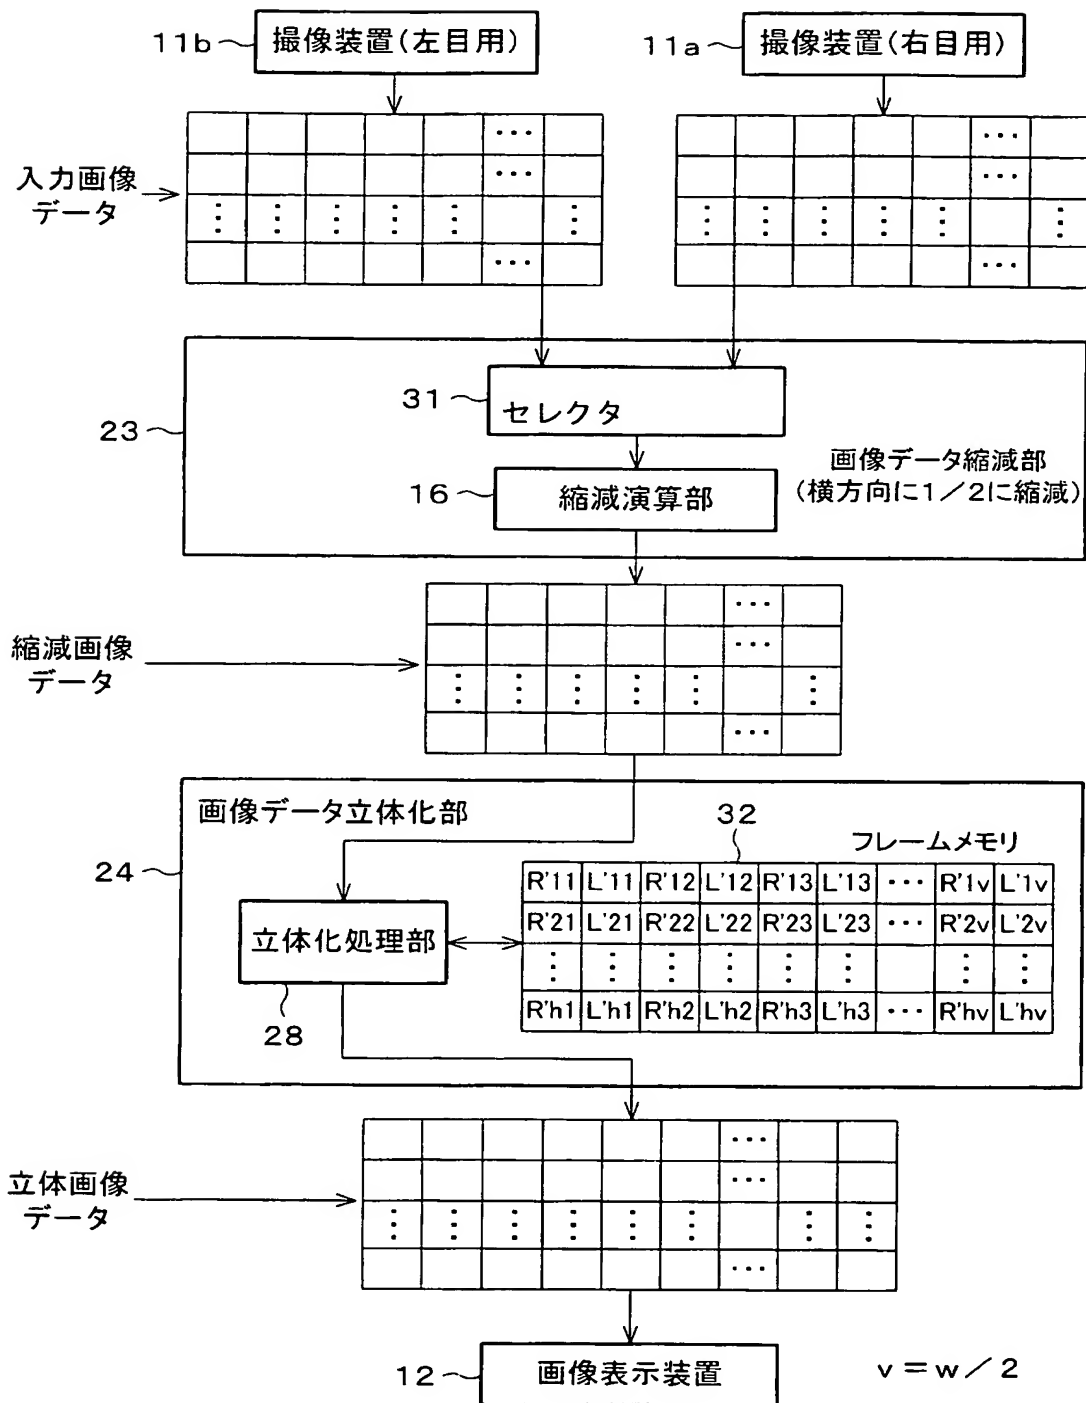 11b 撮像装置(左目用)
11a 撮像装置(右目用)
… …
入力画像
データ
… …
⋮ ⋮ ⋮ ⋮ ⋮ ⋮ ⋮ ⋮ ⋮ ⋮ ⋮ ⋮
… …
31 セレクタ
23
画像データ縮減部
(横方向に1/2に縮減)
16 縮減演算部
…
縮減画像
データ
…
⋮ ⋮ ⋮ ⋮ ⋮ ⋮
…
画像データ立体化部
32
フレームメモリ
24
R'11 L'11 R'12 L'12 R'13 L'13 … R'1v L'1v
R'21 L'21 R'22 L'22 R'23 L'23 … R'2v L'2v
⋮ ⋮ ⋮ ⋮ ⋮ ⋮ ⋮ ⋮
R'h1 L'h1 R'h2 L'h2 R'h3 L'h3 … R'hv L'hv
立体化処理部
28
…
立体画像
データ
…
⋮ ⋮ ⋮ ⋮ ⋮ ⋮ ⋮ ⋮
…
12 画像表示装置
v=w/2